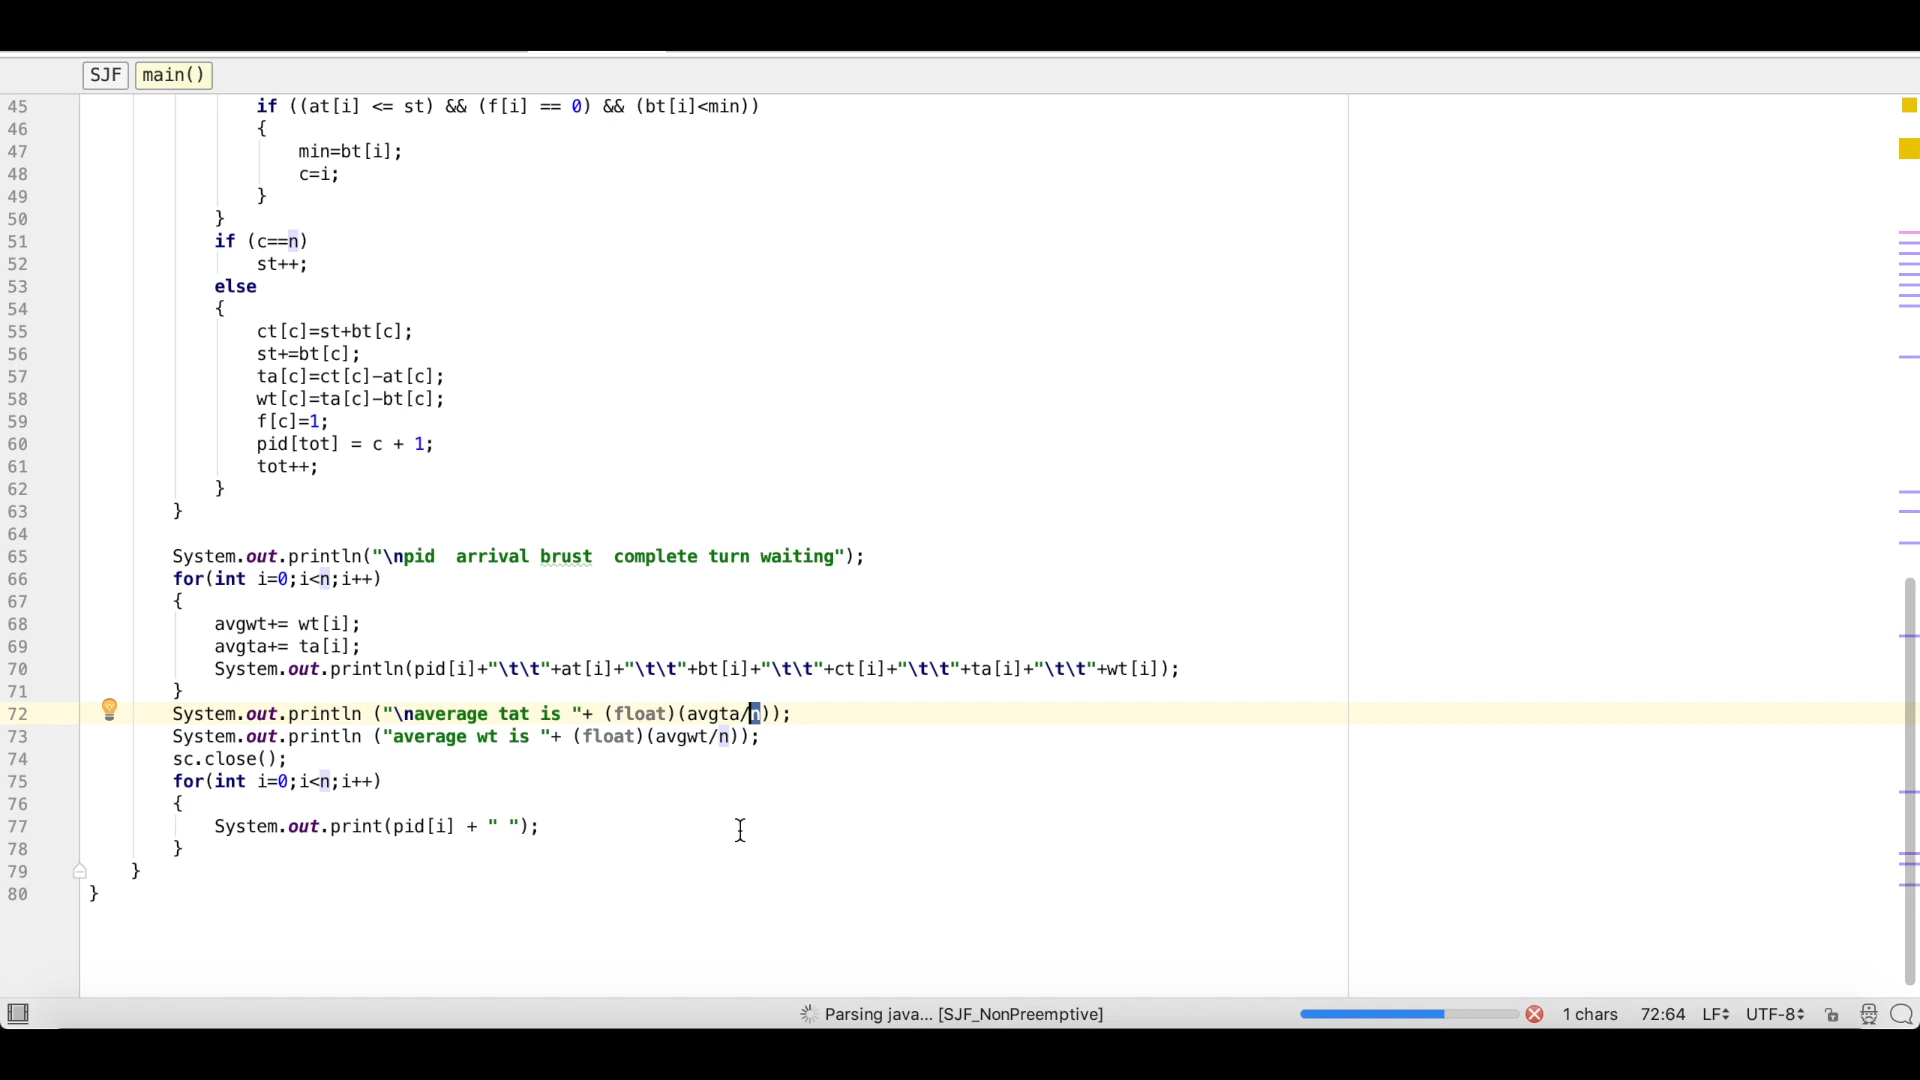 SJF main()
45 if ((at[i] <= st) && (f[i] == 0) && (bt[i]<min))
46 {
47 min=bt[i];
48 c=i;
49 }
50 }
51 if (c==n)
52 st++;
53 else
54 {
55 ct[c]=st+bt[c];
56 st+=bt[c];
57 ta[c]=ct[c]-at[c];
58 wt[c]=ta[c]-bt[c];
59 f[c]=1;
60 pid[tot] = c + 1;
61 tot++;
62 }
63 }
64
65 System.out.println("\npid  arrival brust  complete turn waiting");
66 for(int i=0;i<n;i++)
67 {
68 avgwt+= wt[i];
69 avgta+= ta[i];
70 System.out.println(pid[i]+"\t\t"+at[i]+"\t\t"+bt[i]+"\t\t"+ct[i]+"\t\t"+ta[i]+"\t\t"+wt[i]);
71 }
72 System.out.println ("\naverage tat is "+ (float)(avgta/n));
73 System.out.println ("average wt is "+ (float)(avgwt/n));
74 sc.close();
75 for(int i=0;i<n;i++)
76 {
77 System.out.print(pid[i] + " ");
78 }
79 }
80 }
Parsing java... [SJF_NonPreemptive] 1 chars 72:64 LF UTF-8